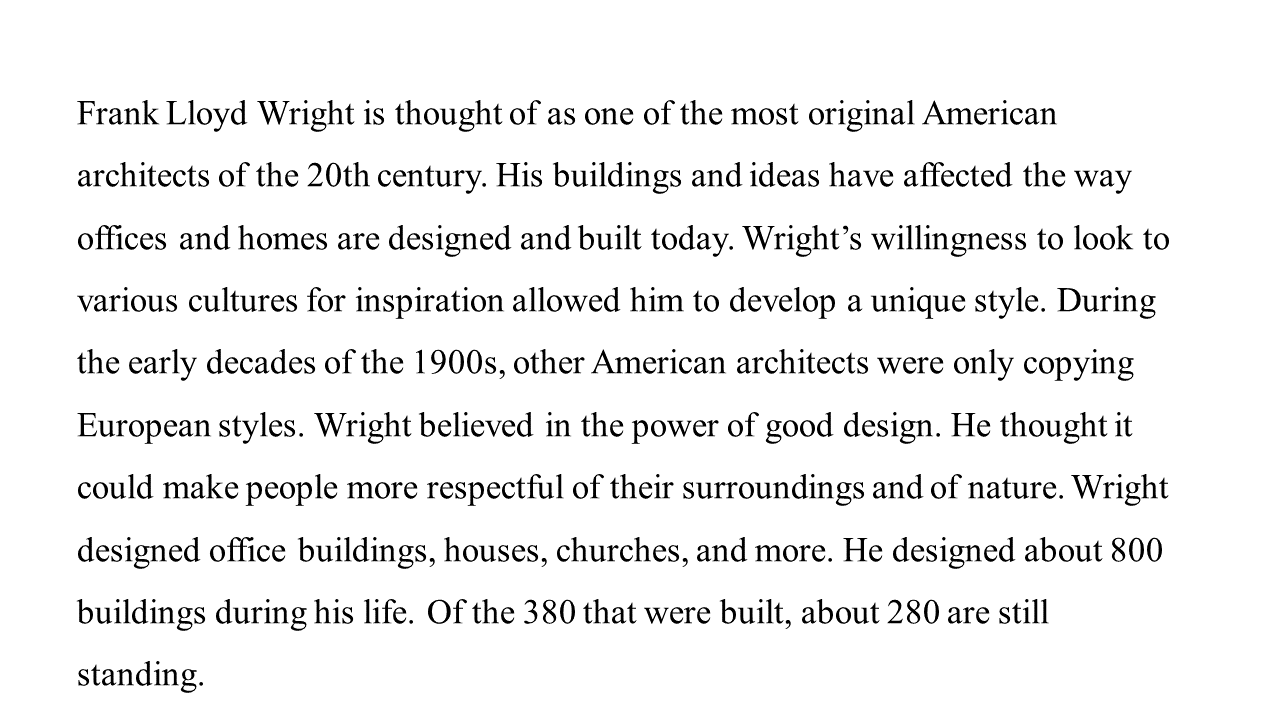 Frank Lloyd Wright is thought of as one of the most original American
architects of the 20th century. His buildings and ideas have affected the way
offices and homes are designed and built today. Wright’s willingness to look to
various cultures for inspiration allowed him to develop a unique style. During
the early decades of the 1900s, other American architects were only copying
European styles. Wright believed in the power of good design. He thought it
could make people more respectful of their surroundings and of nature. Wright
designed office buildings, houses, churches, and more. He designed about 800
buildings during his life. Of the 380 that were built, about 280 are still
standing.